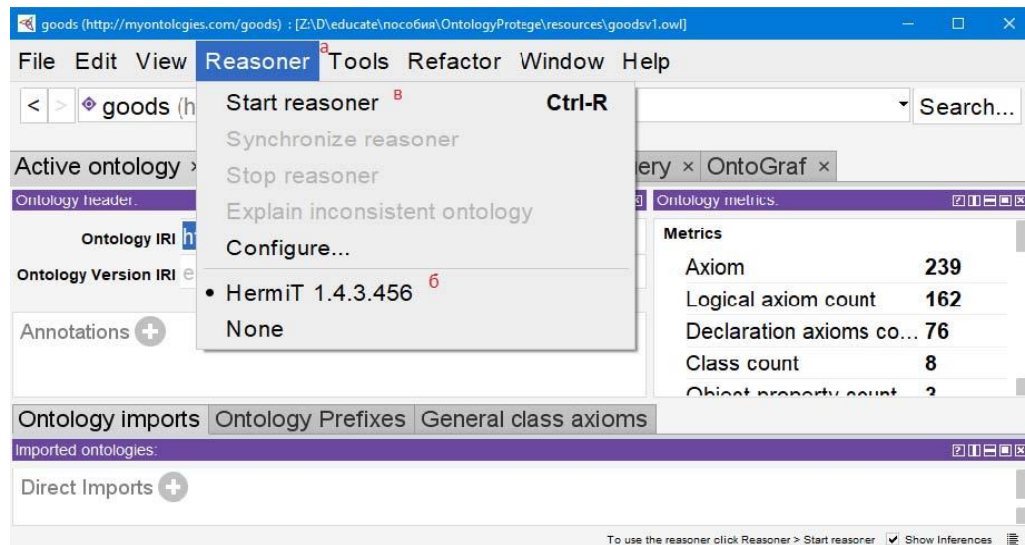 goods (http://myontologies.com/goods) : [Z:\D\educate\пособия\OntologyProtege\resources\goodsv1.owl]
File Edit View Reasoner а Tools Refactor Window Help
< > goods (h Search...
Start reasoner в Ctrl-R
Synchronize reasoner
Active ontology × ery × OntoGraf ×
Stop reasoner
Ontology header: Ontology metrics:
Explain inconsistent ontology
Ontology IRI h Metrics
Configure...
Axiom 239
Ontology Version IRI e
HermiT 1.4.3.456 б
Logical axiom count 162
Annotations None
Declaration axioms co... 76
Class count 8
Object property count 3
Ontology imports Ontology Prefixes General class axioms
Imported ontologies:
Direct Imports
To use the reasoner click Reasoner > Start reasoner Show Inferences